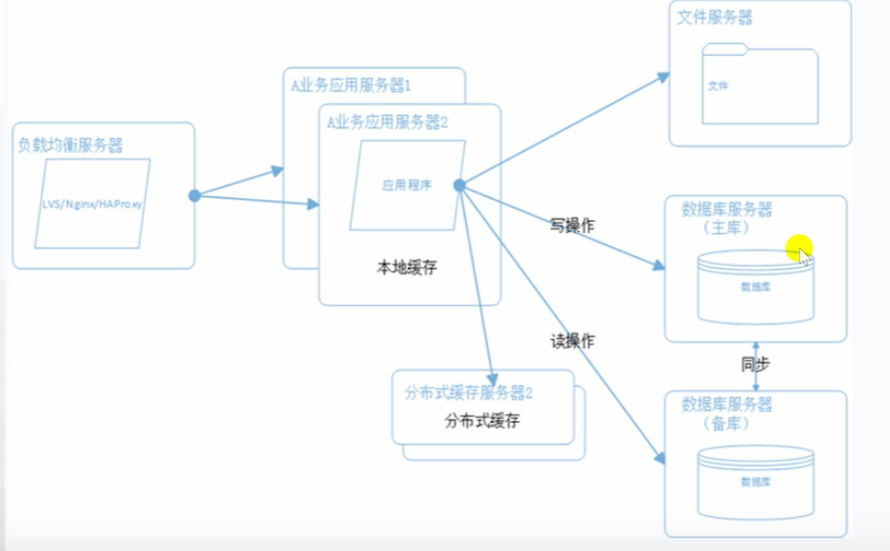 文件服务器
文件
A业务应用服务器1
A业务应用服务器2
应用程序
本地缓存
负载均衡服务器
LVS/Nginx/HAProxy
写操作
读操作
数据库服务器
（主库）
数据库
同步
数据库服务器
（备库）
数据库
分布式缓存服务器2
分布式缓存